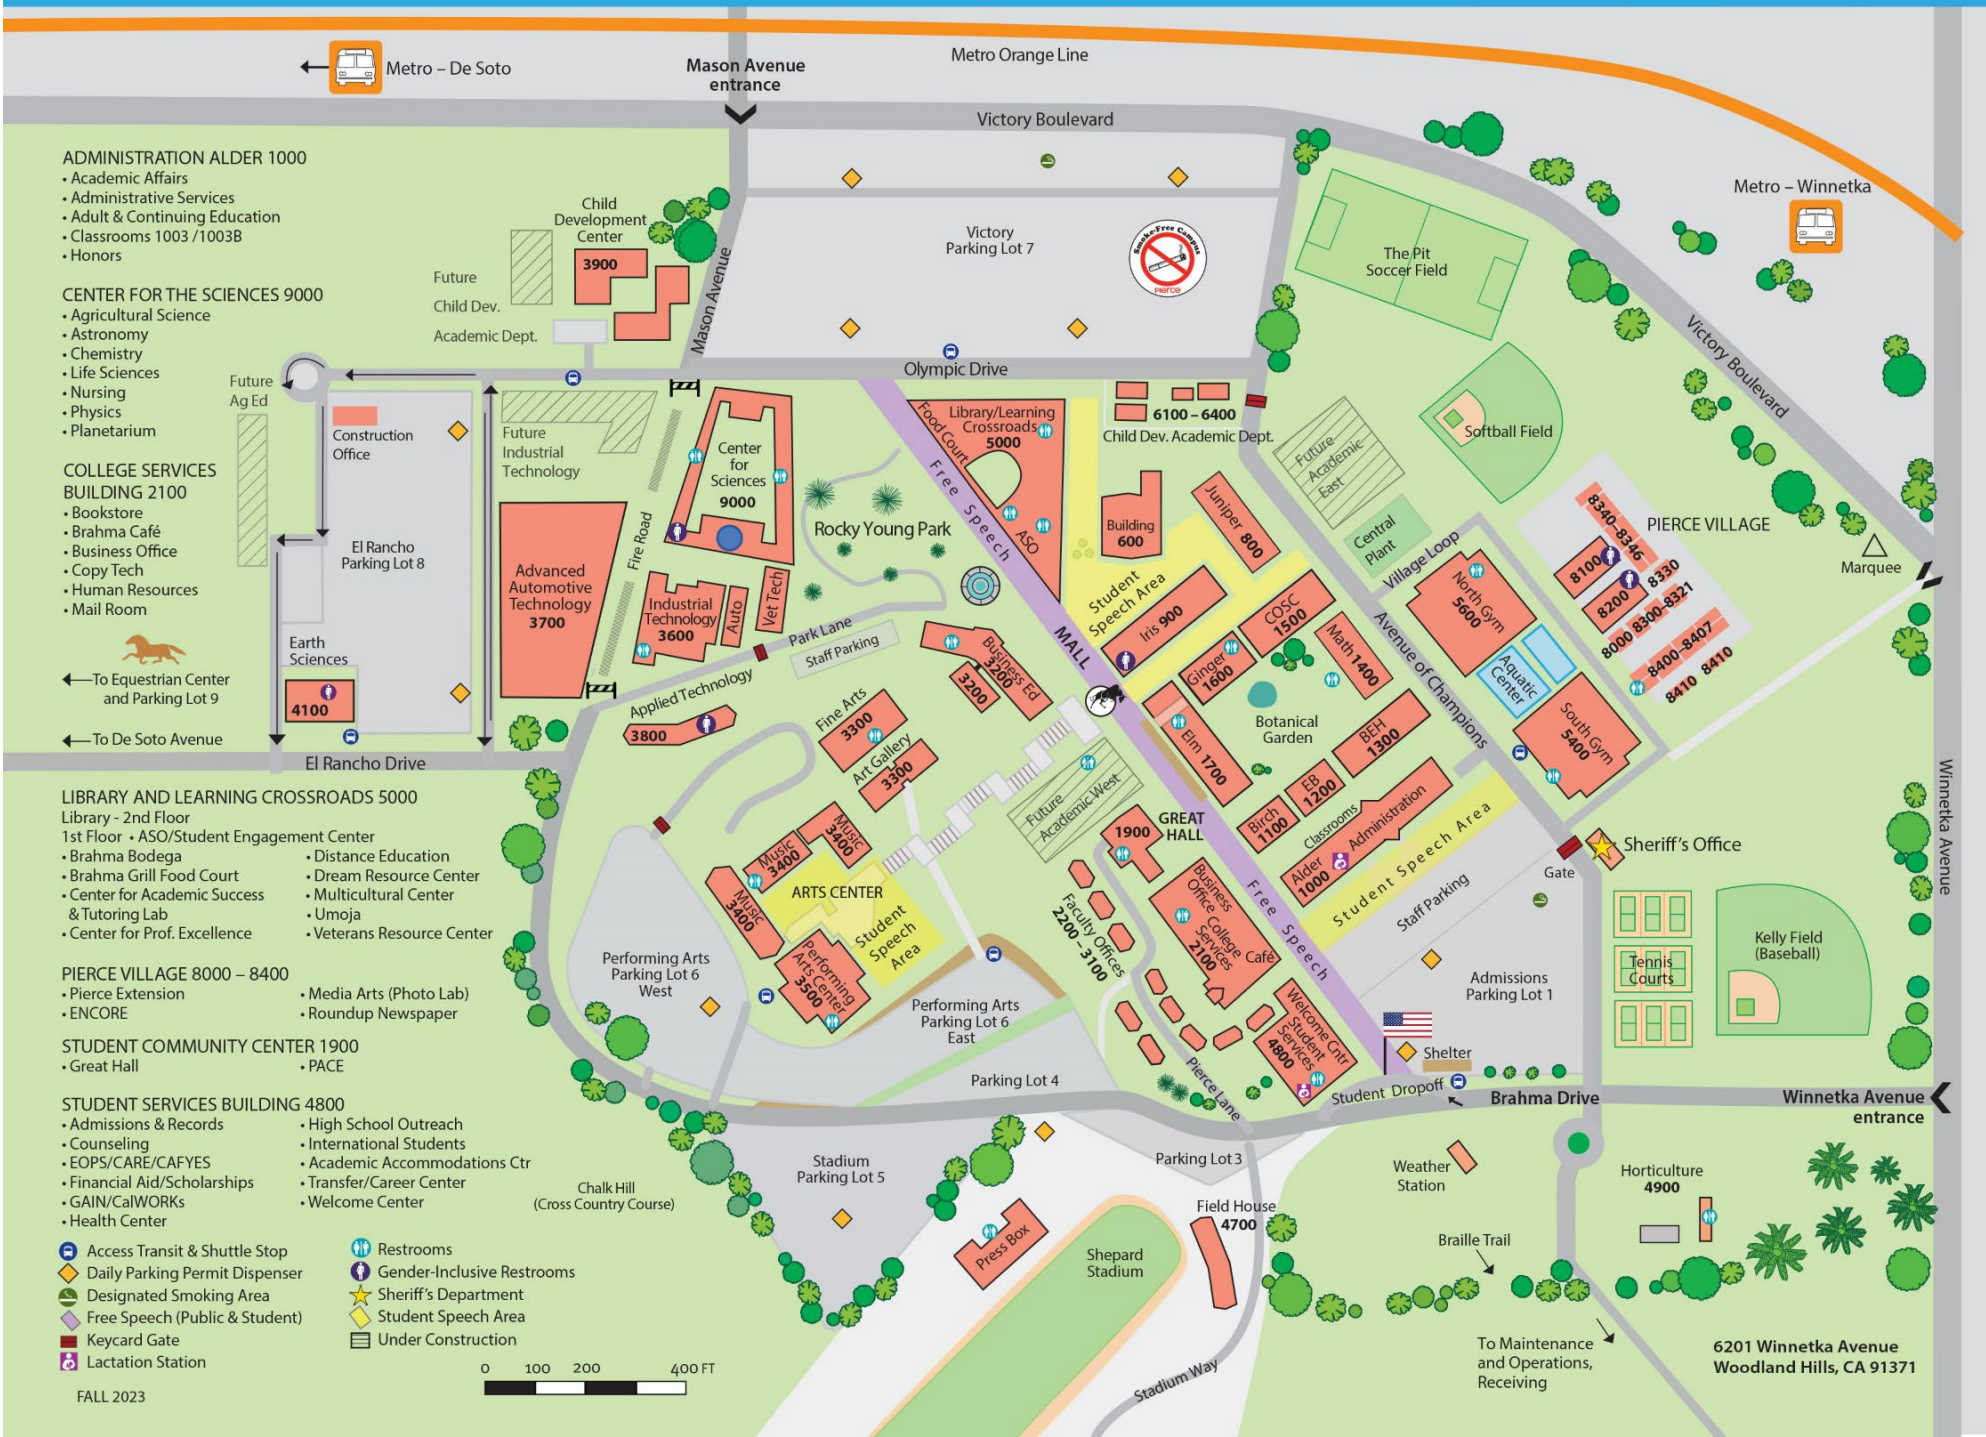 Metro Orange Line
Metro – De Soto
Mason Avenue
entrance
Victory Boulevard
Metro – Winnetka
ADMINISTRATION ALDER 1000
• Academic Affairs
• Administrative Services
• Adult & Continuing Education
• Classrooms 1003 /1003B
• Honors
CENTER FOR THE SCIENCES 9000
• Agricultural Science
• Astronomy
• Chemistry
• Life Sciences
• Nursing
• Physics
• Planetarium
COLLEGE SERVICES
BUILDING 2100
• Bookstore
• Brahma Café
• Business Office
• Copy Tech
• Human Resources
• Mail Room
To Equestrian Center
and Parking Lot 9
To De Soto Avenue
El Rancho Drive
Child
Development
Center
3900
Future
Child Dev.
Academic Dept.
Mason Avenue
Victory
Parking Lot 7
Smoke-Free Campus
PIERCE
The Pit
Soccer Field
Victory Boulevard
Olympic Drive
Future
Ag Ed
Construction
Office
El Rancho
Parking Lot 8
Earth
Sciences
4100
Future
Industrial
Technology
Fire Road
Advanced
Automotive
Technology
3700
Center
for
Sciences
9000
Industrial
Technology
3600
Auto
Vet Tech
Rocky Young Park
Park Lane
Staff Parking
Applied Technology
3800
Library/Learning
Crossroads
5000
Food Court
ASO
Free Speech
MALL
Free Speech
6100 – 6400
Child Dev. Academic Dept.
Building
600
Juniper 800
Student
Speech Area
Iris 900
COSC
1500
Ginger
1600
Math 1400
Future
Academic
East
Central
Plant
Softball Field
Village Loop
North Gym
5600
Aquatic
Center
South Gym
5400
Avenue of Champions
PIERCE VILLAGE
8340–8346
8100
8330
8200
8000 8300–8321
8400–8407
8410 8410
Marquee
Winnetka Avenue
Business Ed
3200
3200
Fine Arts
3300
Art Gallery
3300
Music
3400
Music
3400
Music
3400
ARTS CENTER
Student
Speech
Area
Performing
Arts Center
3500
Future
Academic West
Elm 1700
Botanical
Garden
BEH
1300
EB
1200
Birch
1100
Classrooms
Administration
Alder
1000
Student Speech Area
Staff Parking
1900
GREAT
HALL
Faculty Offices
2200 – 3100
Business
Office College
Services
2100
Café
Welcome Cntr
Student
Services
4800
Sheriff's Office
Gate
Tennis
Courts
Kelly Field
(Baseball)
Admissions
Parking Lot 1
Shelter
Student Dropoff
Brahma Drive
Winnetka Avenue
entrance
Performing Arts
Parking Lot 6
West
Performing Arts
Parking Lot 6
East
Parking Lot 4
Pierce Lane
Parking Lot 3
Stadium
Parking Lot 5
Chalk Hill
(Cross Country Course)
Press Box
Shepard
Stadium
Field House
4700
Stadium Way
Weather
Station
Horticulture
4900
Braille Trail
To Maintenance
and Operations,
Receiving
6201 Winnetka Avenue
Woodland Hills, CA 91371
LIBRARY AND LEARNING CROSSROADS 5000
Library - 2nd Floor
1st Floor • ASO/Student Engagement Center
• Brahma Bodega
• Brahma Grill Food Court
• Center for Academic Success
& Tutoring Lab
• Center for Prof. Excellence
• Distance Education
• Dream Resource Center
• Multicultural Center
• Umoja
• Veterans Resource Center
PIERCE VILLAGE 8000 – 8400
• Pierce Extension
• ENCORE
• Media Arts (Photo Lab)
• Roundup Newspaper
STUDENT COMMUNITY CENTER 1900
• Great Hall
• PACE
STUDENT SERVICES BUILDING 4800
• Admissions & Records
• Counseling
• EOPS/CARE/CAFYES
• Financial Aid/Scholarships
• GAIN/CalWORKs
• Health Center
• High School Outreach
• International Students
• Academic Accommodations Ctr
• Transfer/Career Center
• Welcome Center
Access Transit & Shuttle Stop
Daily Parking Permit Dispenser
Designated Smoking Area
Free Speech (Public & Student)
Keycard Gate
Lactation Station
Restrooms
Gender-Inclusive Restrooms
Sheriff's Department
Student Speech Area
Under Construction
0 100 200 400 FT
FALL 2023